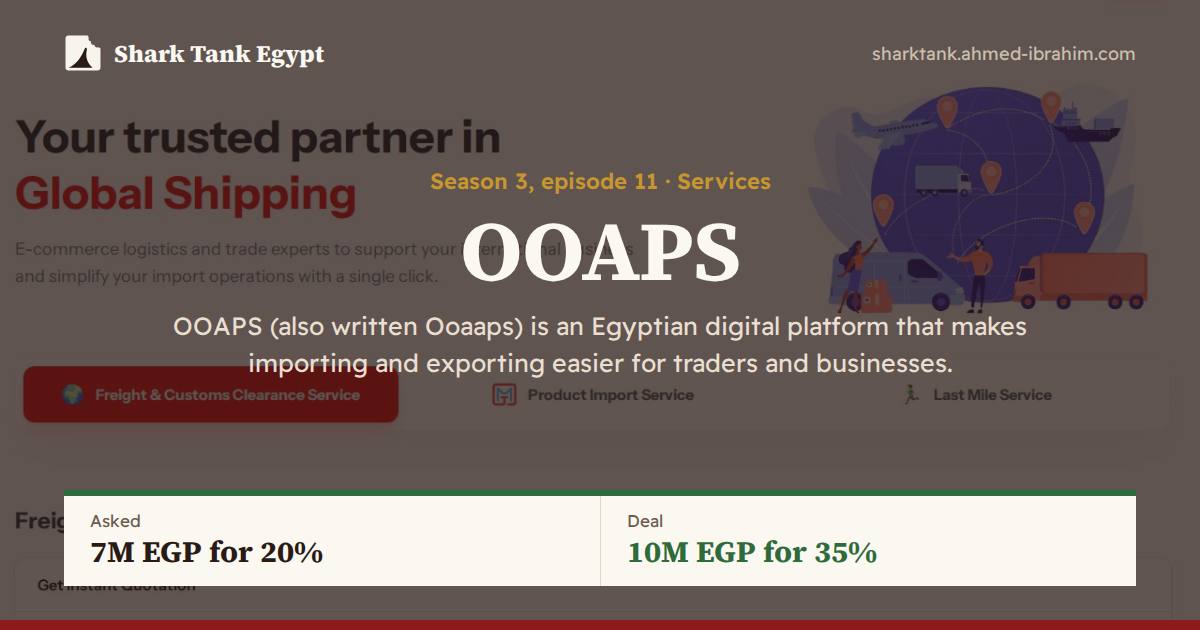 Shark Tank Egypt
sharktank.ahmed-ibrahim.com
Your trusted partner in
Global Shipping
Season 3, episode 11 · Services
OOAPS
E-commerce logistics and trade experts to support your
and simplify your import operations with a single click.
OOAPS (also written Ooaaps) is an Egyptian digital platform that makes
importing and exporting easier for traders and businesses.
Freight & Customs Clearance Service
Product Import Service
Last Mile Service
Asked
7M EGP for 20%
Deal
10M EGP for 35%
Get Instant Quotation